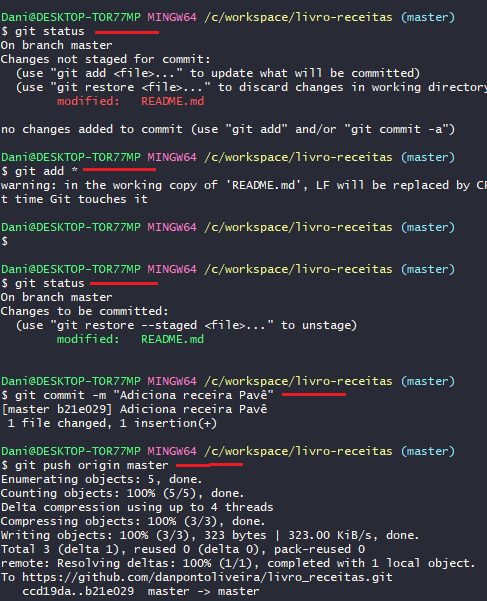 Dani@DESKTOP-TOR77MP MINGW64 /c/workspace/livro-receitas (master)
$ git status
On branch master
Changes not staged for commit:
  (use "git add <file>..." to update what will be committed)
  (use "git restore <file>..." to discard changes in working directory
        modified:   README.md
no changes added to commit (use "git add" and/or "git commit -a")
Dani@DESKTOP-TOR77MP MINGW64 /c/workspace/livro-receitas (master)
$ git add *
warning: in the working copy of 'README.md', LF will be replaced by CR
t time Git touches it
Dani@DESKTOP-TOR77MP MINGW64 /c/workspace/livro-receitas (master)
$
Dani@DESKTOP-TOR77MP MINGW64 /c/workspace/livro-receitas (master)
$ git status
On branch master
Changes to be committed:
  (use "git restore --staged <file>..." to unstage)
        modified:   README.md
Dani@DESKTOP-TOR77MP MINGW64 /c/workspace/livro-receitas (master)
$ git commit -m "Adiciona receira Pavê"
[master b21e029] Adiciona receira Pavê
 1 file changed, 1 insertion(+)
Dani@DESKTOP-TOR77MP MINGW64 /c/workspace/livro-receitas (master)
$ git push origin master
Enumerating objects: 5, done.
Counting objects: 100% (5/5), done.
Delta compression using up to 4 threads
Compressing objects: 100% (3/3), done.
Writing objects: 100% (3/3), 323 bytes | 323.00 KiB/s, done.
Total 3 (delta 1), reused 0 (delta 0), pack-reused 0
remote: Resolving deltas: 100% (1/1), completed with 1 local object.
To https://github.com/danpontoliveira/livro_receitas.git
   ccd19da..b21e029  master -> master